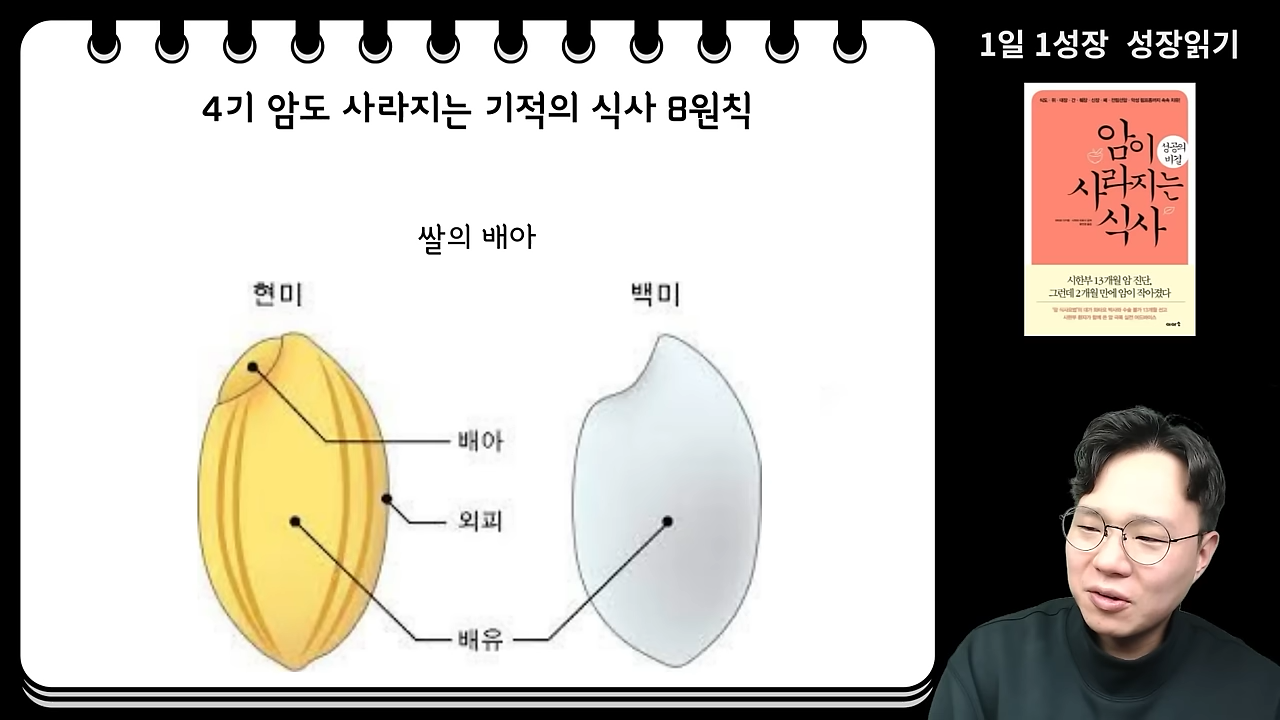 4기 암도 사라지는 기적의 식사 8원칙
쌀의 배아
현미
백미
배아
외피
배유
1일 1성장 성장읽기
암이
성공의
비결
사라지는
식사
시한부 13개월 암 진단,
그런데 2개월 만에 암이 작아졌다